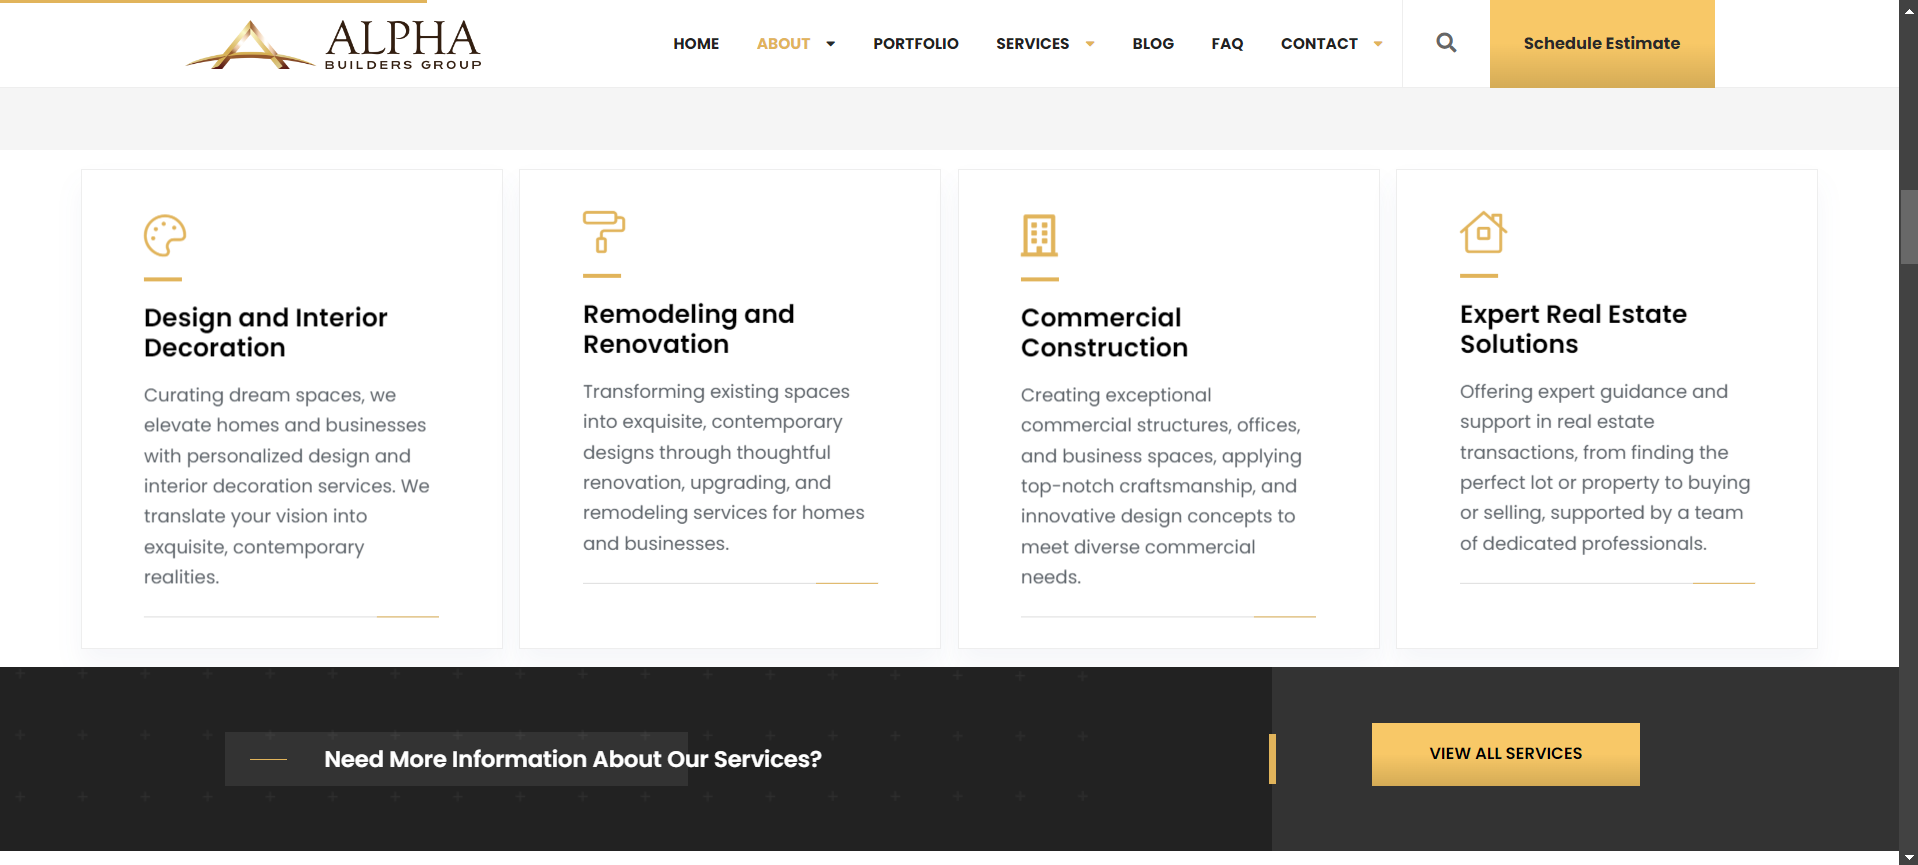 ALPHA
BUILDERS GROUP
HOME ABOUT PORTFOLIO SERVICES BLOG FAQ CONTACT Schedule Estimate
Design and Interior
Decoration
Curating dream spaces, we
elevate homes and businesses
with personalized design and
interior decoration services. We
translate your vision into
exquisite, contemporary
realities.
Remodeling and
Renovation
Transforming existing spaces
into exquisite, contemporary
designs through thoughtful
renovation, upgrading, and
remodeling services for homes
and businesses.
Commercial
Construction
Creating exceptional
commercial structures, offices,
and business spaces, applying
top-notch craftsmanship, and
innovative design concepts to
meet diverse commercial
needs.
Expert Real Estate
Solutions
Offering expert guidance and
support in real estate
transactions, from finding the
perfect lot or property to buying
or selling, supported by a team
of dedicated professionals.
Need More Information About Our Services?
VIEW ALL SERVICES